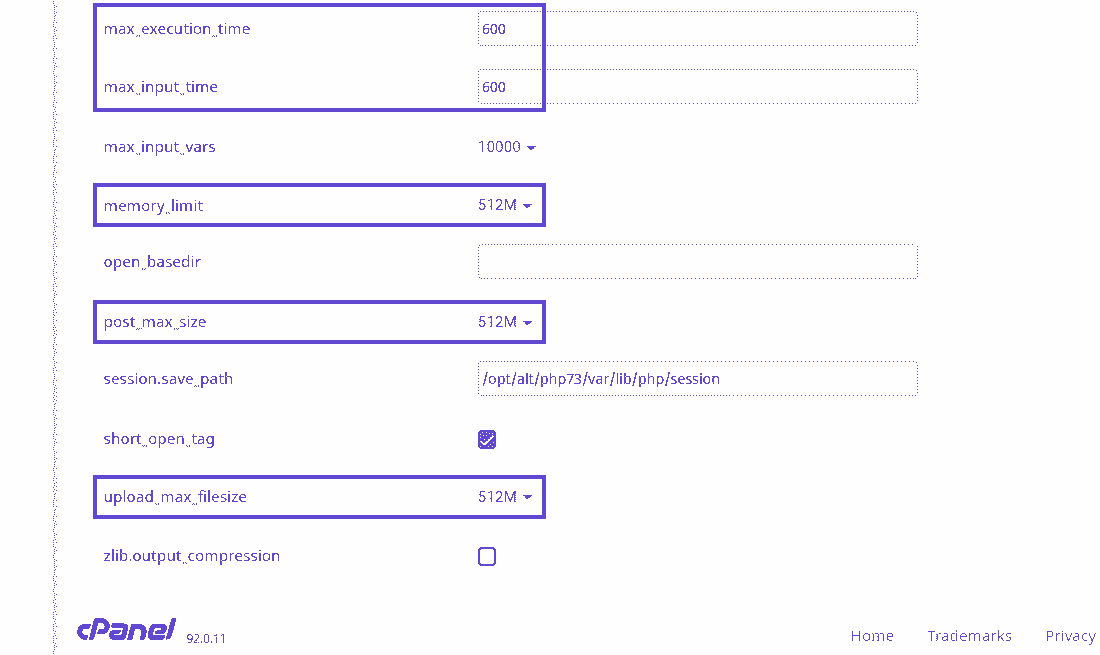 max_execution_time 600
max_input_time 600
max_input_vars 10000
memory_limit 512M
open_basedir
post_max_size 512M
session.save_path /opt/alt/php73/var/lib/php/session
short_open_tag
upload_max_filesize 512M
zlib.output_compression
cPanel 92.0.11 Home Trademarks Privacy